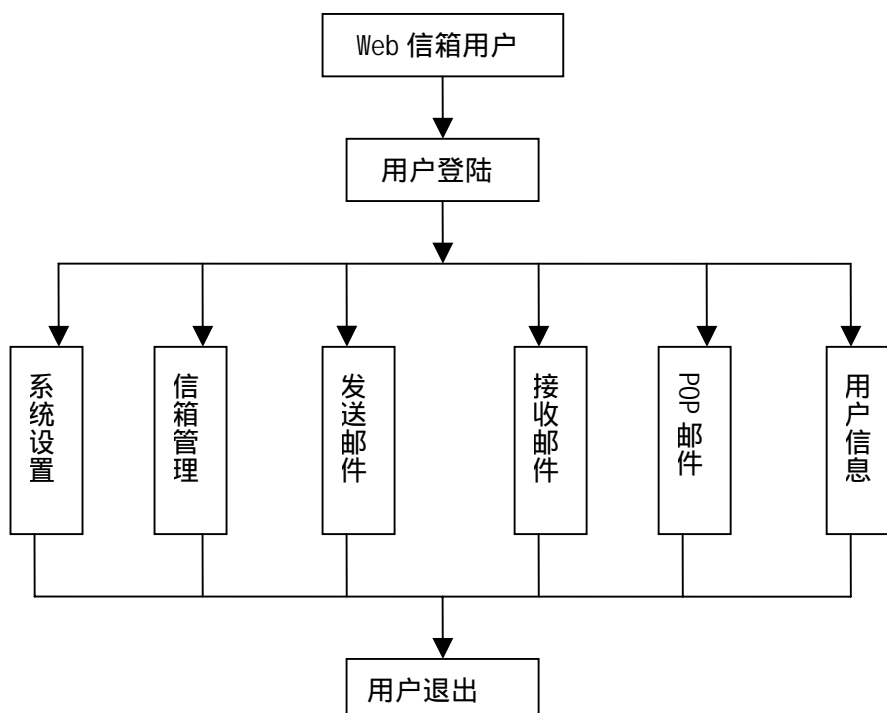 Web 信箱用户
用户登陆
系统设置
信箱管理
发送邮件
接收邮件
POP 邮件
用户信息
用户退出